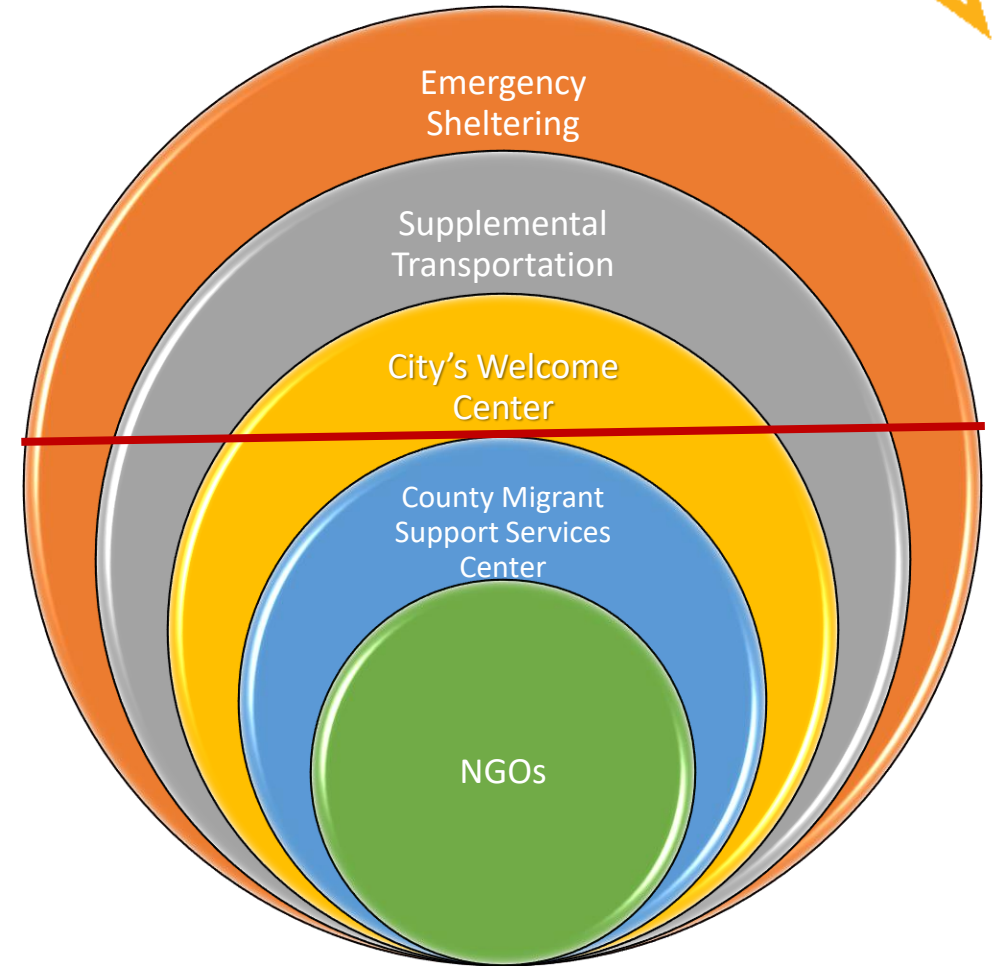 Emergency
Sheltering
Supplemental
Transportation
City’s Welcome
Center
County Migrant
Support Services
Center
NGOs